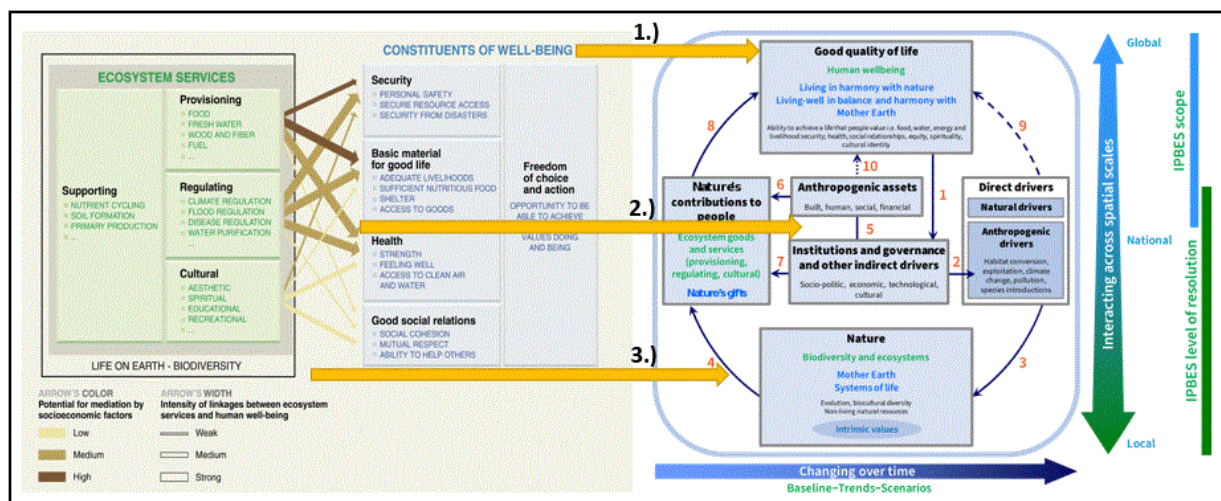 1.)
CONSTITUENTS OF WELL-BEING
ECOSYSTEM SERVICES
Supporting
NUTRIENT CYCLING
SOIL FORMATION
PRIMARY PRODUCTION
...
Provisioning
FOOD
FRESH WATER
WOOD AND FIBER
FUEL
...
Regulating
CLIMATE REGULATION
FLOOD REGULATION
DISEASE REGULATION
WATER PURIFICATION
...
Cultural
AESTHETIC
SPIRITUAL
EDUCATIONAL
RECREATIONAL
...
LIFE ON EARTH - BIODIVERSITY
Security
PERSONAL SAFETY
SECURE RESOURCE ACCESS
SECURITY FROM DISASTERS
Basic material
for good life
ADEQUATE LIVELIHOODS
SUFFICIENT NUTRITIOUS FOOD
SHELTER
ACCESS TO GOODS
Health
STRENGTH
FEELING WELL
ACCESS TO CLEAN AIR
AND WATER
Good social relations
SOCIAL COHESION
MUTUAL RESPECT
ABILITY TO HELP OTHERS
Freedom
of choice
and action
OPPORTUNITY TO BE
ABLE TO ACHIEVE
VALUES DOING
AND BEING
2.)
3.)
ARROW'S COLOR
Potential for mediation by
socioeconomic factors
Low
Medium
High
ARROW'S WIDTH
Intensity of linkages between ecosystem
services and human well-being
Weak
Medium
Strong
Good quality of life
Human wellbeing
Living in harmony with nature
Living-well in balance and harmony with
Mother Earth
Ability to achieve a life that people value i.e. food, water, energy and
livelihood security; health, social relationships, equity, spirituality,
cultural identity
8
9
10
6
1
5
7
2
4
3
Nature's
contributions to
people
Ecosystem goods
and services
(provisioning,
regulating, cultural)
Nature's gifts
Anthropogenic assets
Built, human, social, financial
Institutions and governance
and other indirect drivers
Socio-politic, economic, technological,
cultural
Direct drivers
Natural drivers
Anthropogenic
drivers
Habitat conversion,
exploitation, climate
change, pollution,
species introductions
Nature
Biodiversity and ecosystems
Mother Earth
Systems of life
Evolution, biocultural diversity
Non-living natural resources
Intrinsic values
Changing over time
Baseline-Trends-Scenarios
Global
National
Local
Interacting across spatial scales
IPBES scope
IPBES level of resolution